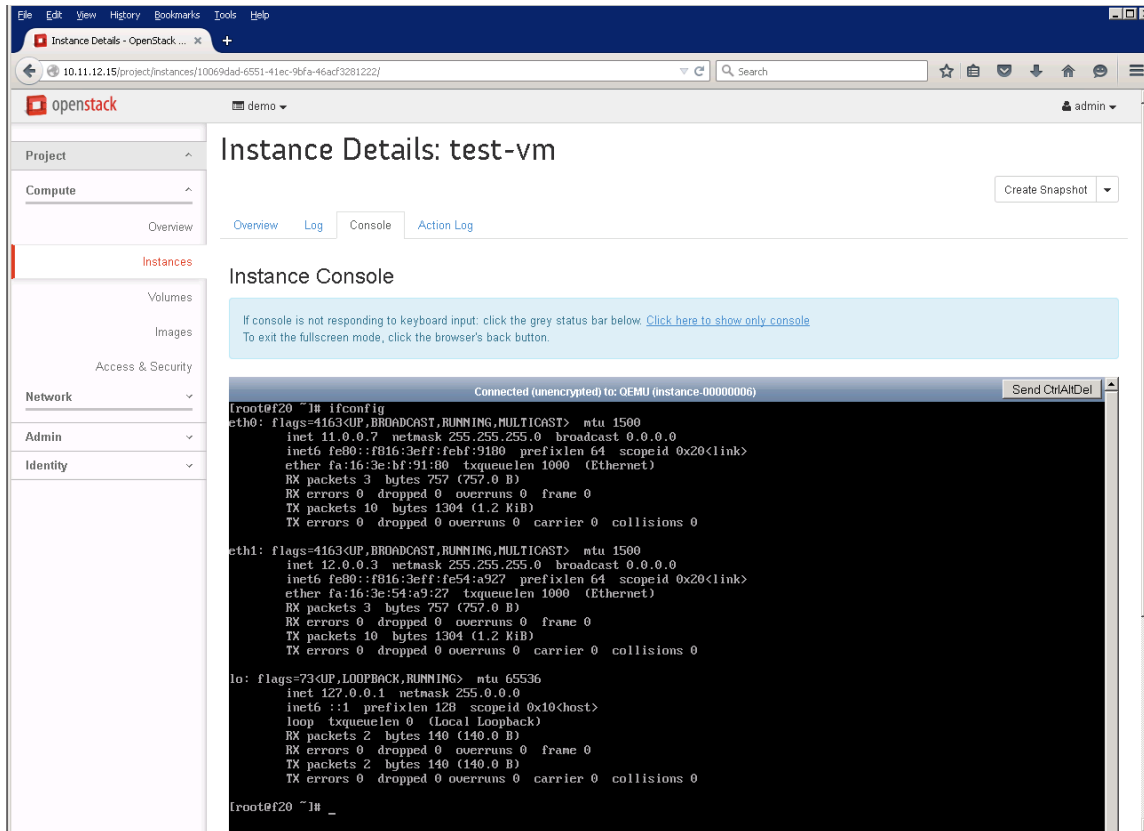 File Edit View History Bookmarks Tools Help
Instance Details - OpenStack ... × +
10.11.12.15/project/instances/10069dad-6551-41ec-9bfa-46acf3281222/ Search
openstack demo admin
Project
Compute
Overview
Instances
Volumes
Images
Access & Security
Network
Admin
Identity
Instance Details: test-vm
Create Snapshot
Overview Log Console Action Log
Instance Console
If console is not responding to keyboard input: click the grey status bar below. Click here to show only console
To exit the fullscreen mode, click the browser's back button.
Connected (unencrypted) to: QEMU (instance-00000006) Send CtrlAltDel
[root@f20 ~]# ifconfig
eth0: flags=4163<UP,BROADCAST,RUNNING,MULTICAST> mtu 1500
inet 11.0.0.7 netmask 255.255.255.0 broadcast 0.0.0.0
inet6 fe80::f816:3eff:febf:9180 prefixlen 64 scopeid 0x20<link>
ether fa:16:3e:bf:91:80 txqueuelen 1000 (Ethernet)
RX packets 3 bytes 757 (757.0 B)
RX errors 0 dropped 0 overruns 0 frame 0
TX packets 10 bytes 1304 (1.2 KiB)
TX errors 0 dropped 0 overruns 0 carrier 0 collisions 0
eth1: flags=4163<UP,BROADCAST,RUNNING,MULTICAST> mtu 1500
inet 12.0.0.3 netmask 255.255.255.0 broadcast 0.0.0.0
inet6 fe80::f816:3eff:fe54:a927 prefixlen 64 scopeid 0x20<link>
ether fa:16:3e:54:a9:27 txqueuelen 1000 (Ethernet)
RX packets 3 bytes 757 (757.0 B)
RX errors 0 dropped 0 overruns 0 frame 0
TX packets 10 bytes 1304 (1.2 KiB)
TX errors 0 dropped 0 overruns 0 carrier 0 collisions 0
lo: flags=73<UP,LOOPBACK,RUNNING> mtu 65536
inet 127.0.0.1 netmask 255.0.0.0
inet6 ::1 prefixlen 128 scopeid 0x10<host>
loop txqueuelen 0 (Local Loopback)
RX packets 2 bytes 140 (140.0 B)
RX errors 0 dropped 0 overruns 0 frame 0
TX packets 2 bytes 140 (140.0 B)
TX errors 0 dropped 0 overruns 0 carrier 0 collisions 0
[root@f20 ~]# _